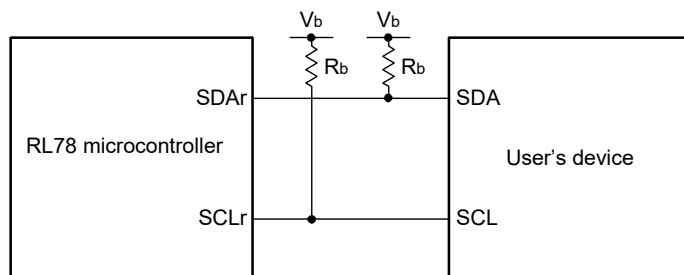 Vb Vb
Rb Rb
SDAr SDA
RL78 microcontroller
User’s device
SCLr SCL